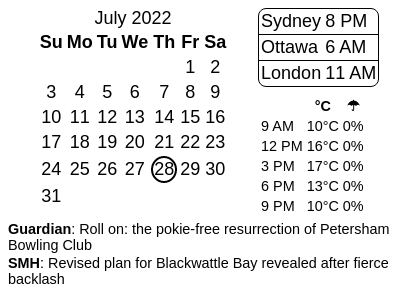 July 2022
Su Mo Tu We Th Fr Sa
1 2
3 4 5 6 7 8 9
10 11 12 13 14 15 16
17 18 19 20 21 22 23
24 25 26 27 28 29 30
31
Sydney 8 PM
Ottawa 6 AM
London 11 AM
°C ☂
9 AM 10°C 0%
12 PM 16°C 0%
3 PM 17°C 0%
6 PM 13°C 0%
9 PM 10°C 0%
Guardian: Roll on: the pokie-free resurrection of Petersham
Bowling Club
SMH: Revised plan for Blackwattle Bay revealed after fierce
backlash